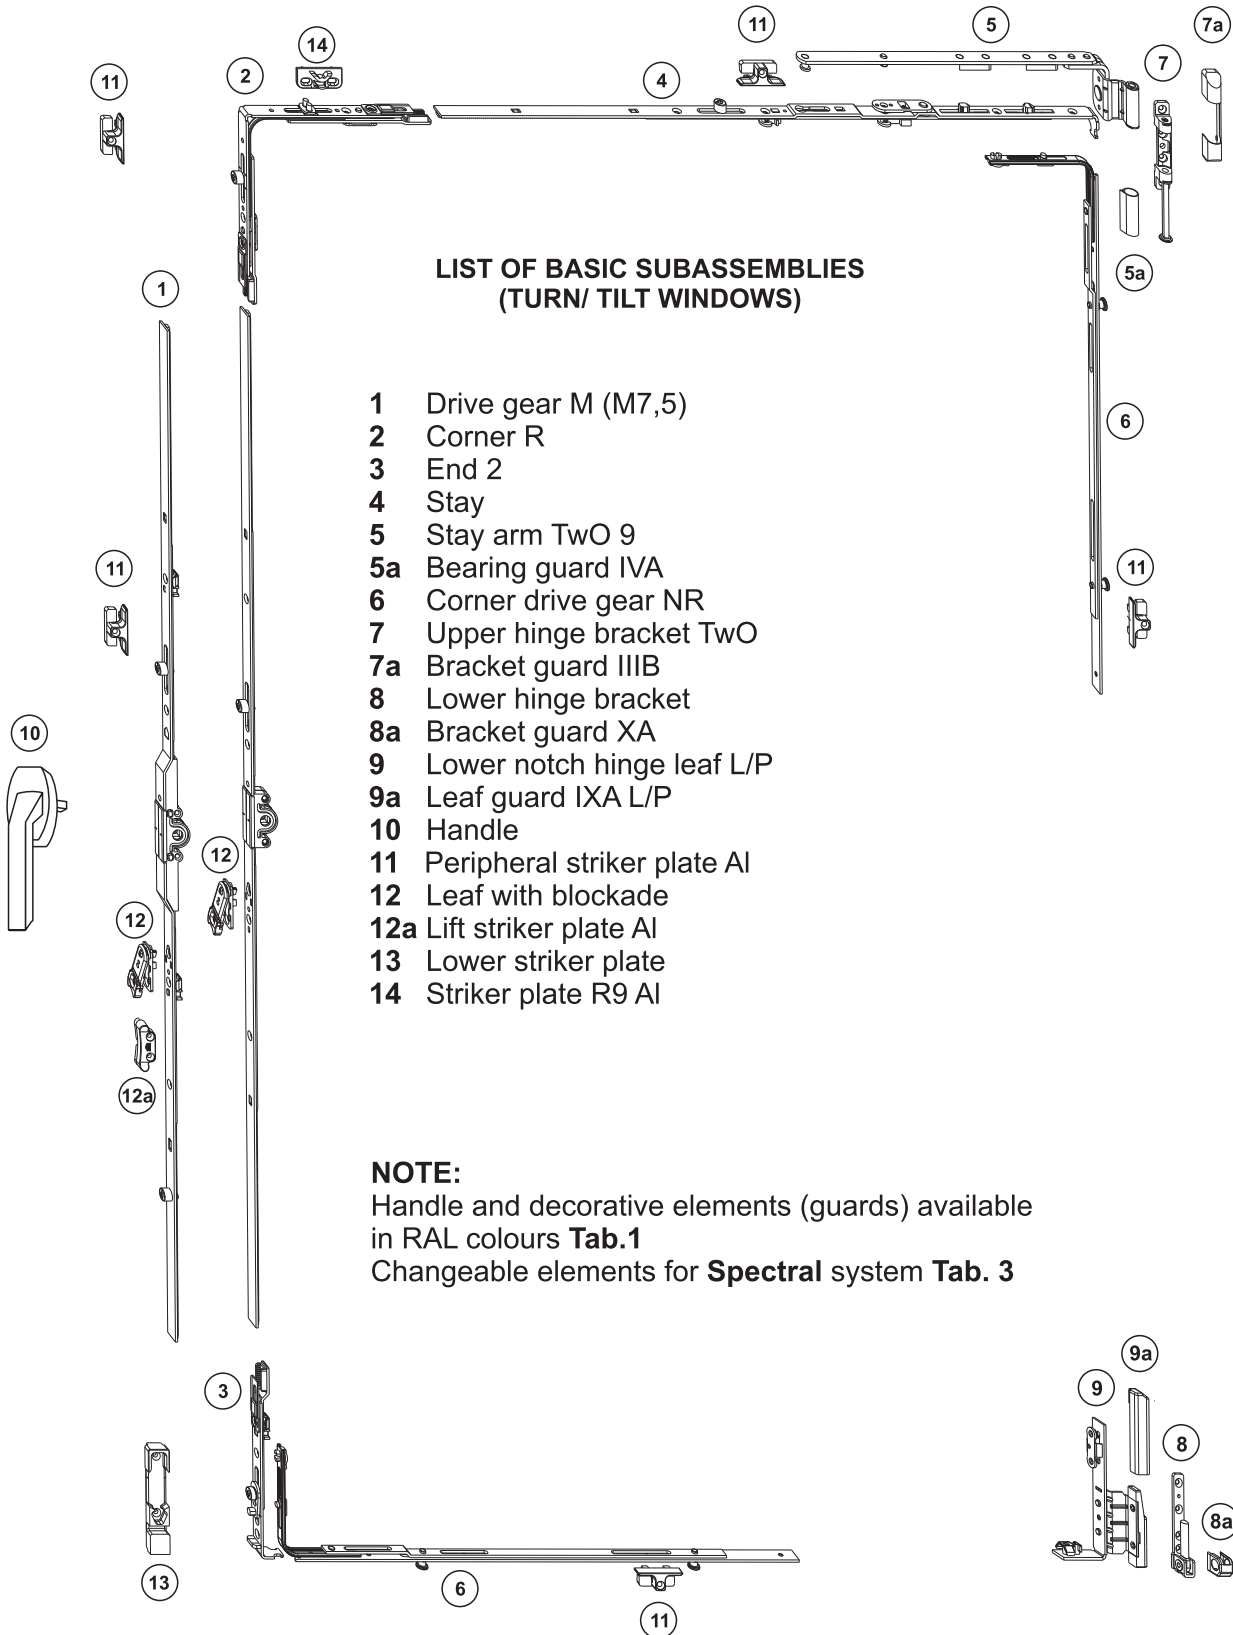 14
11
5
7a
2
4
7
11
5a
LIST OF BASIC SUBASSEMBLIES
(TURN/ TILT WINDOWS)
1
1 Drive gear M (M7,5)
2 Corner R
3 End 2
4 Stay
5 Stay arm TwO 9
5a Bearing guard IVA
6 Corner drive gear NR
7 Upper hinge bracket TwO
7a Bracket guard IIIB
8 Lower hinge bracket
8a Bracket guard XA
9 Lower notch hinge leaf L/P
9a Leaf guard IXA L/P
10 Handle
11 Peripheral striker plate Al
12 Leaf with blockade
12a Lift striker plate Al
13 Lower striker plate
14 Striker plate R9 Al
6
11
11
10
12
12
12a
NOTE:
Handle and decorative elements (guards) available
in RAL colours Tab.1
Changeable elements for Spectral system Tab. 3
9a
3
9
8
8a
13
6
11